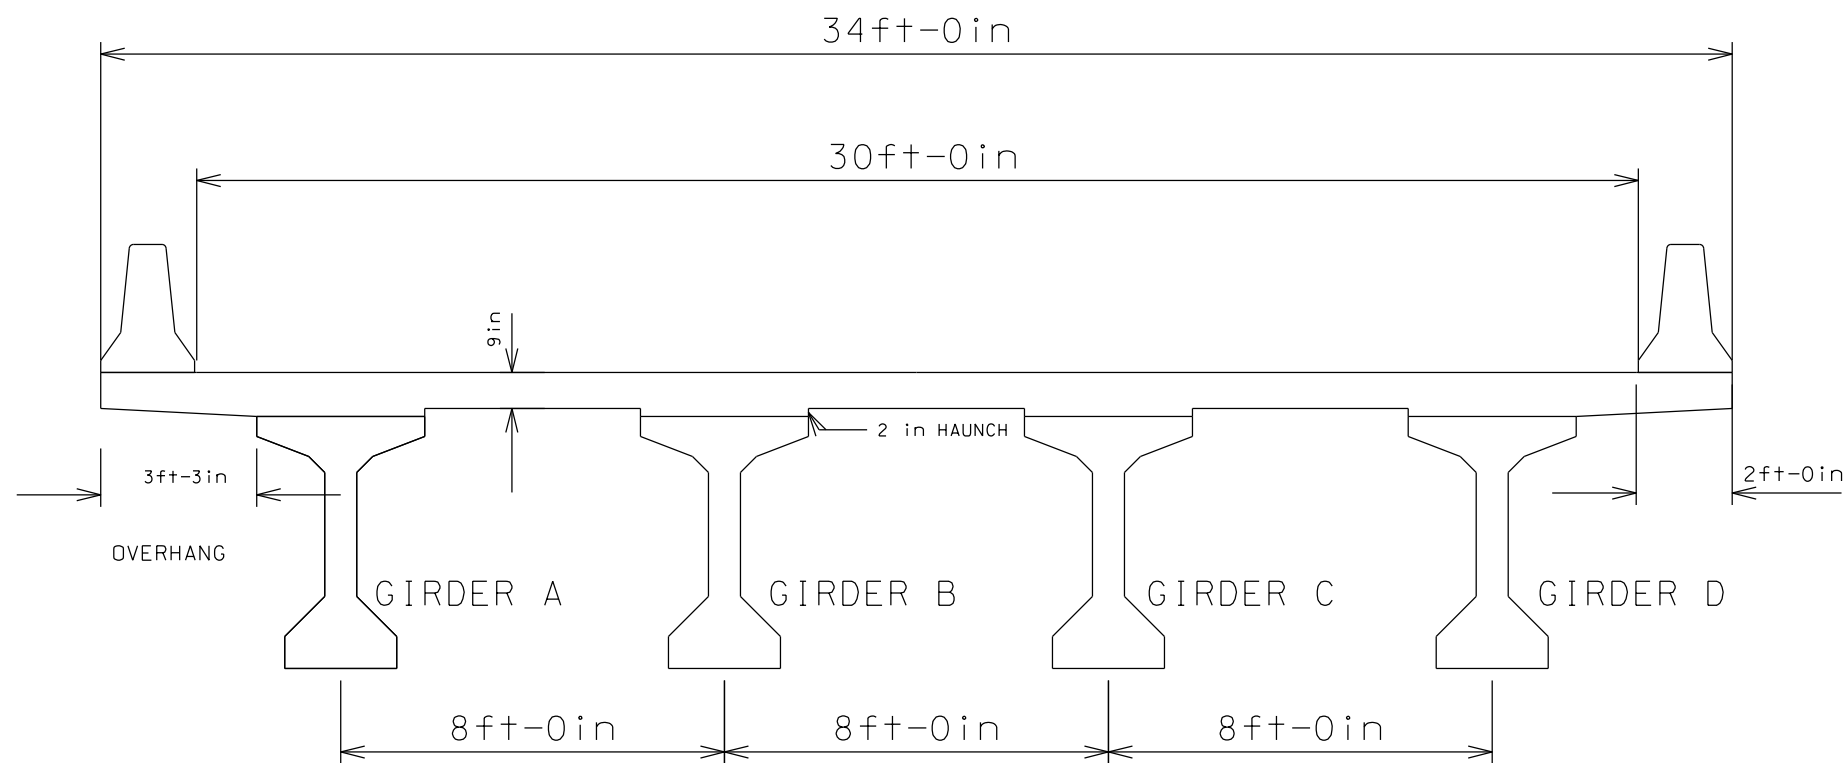 34ft-0in
30ft-0in
9in
2 in HAUNCH
3ft-3in
2ft-0in
OVERHANG
GIRDER A
GIRDER B
GIRDER C
GIRDER D
8ft-0in
8ft-0in
8ft-0in